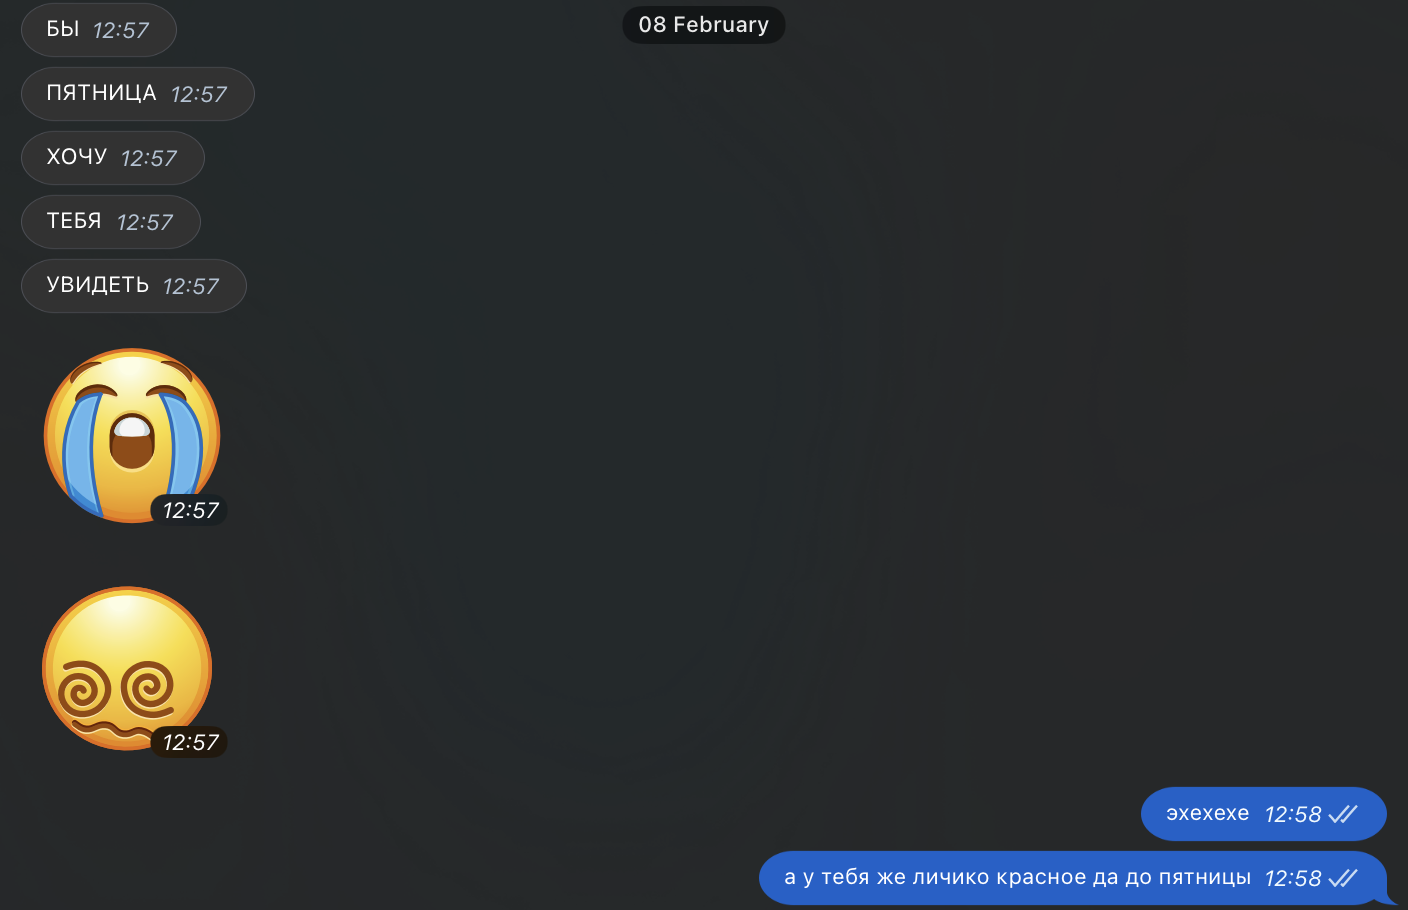 08 February
БЫ 12:57
ПЯТНИЦА 12:57
ХОЧУ 12:57
ТЕБЯ 12:57
УВИДЕТЬ 12:57
12:57
12:57
эхехехе 12:58
а у тебя же личико красное да до пятницы 12:58